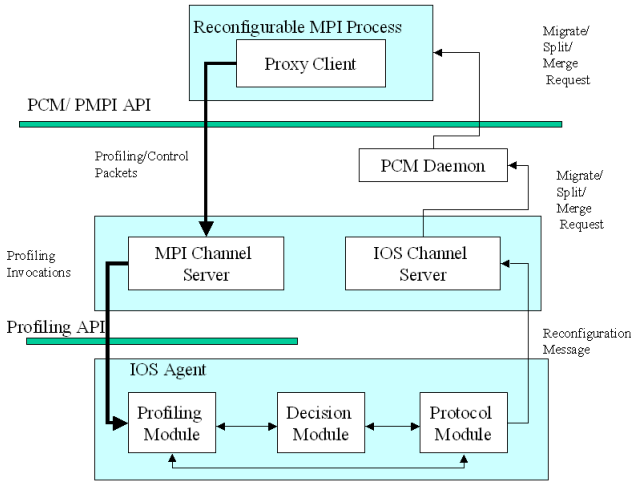 Reconfigurable MPI Process
Proxy Client
Migrate/
Split/
Merge
Request
PCM/ PMPI API
Profiling/Control
Packets
PCM Daemon
Migrate/
Split/
Merge
Request
Profiling
Invocations
MPI Channel
Server
IOS Channel
Server
Profiling API
Reconfiguration
Message
IOS Agent
Profiling
Module
Decision
Module
Protocol
Module